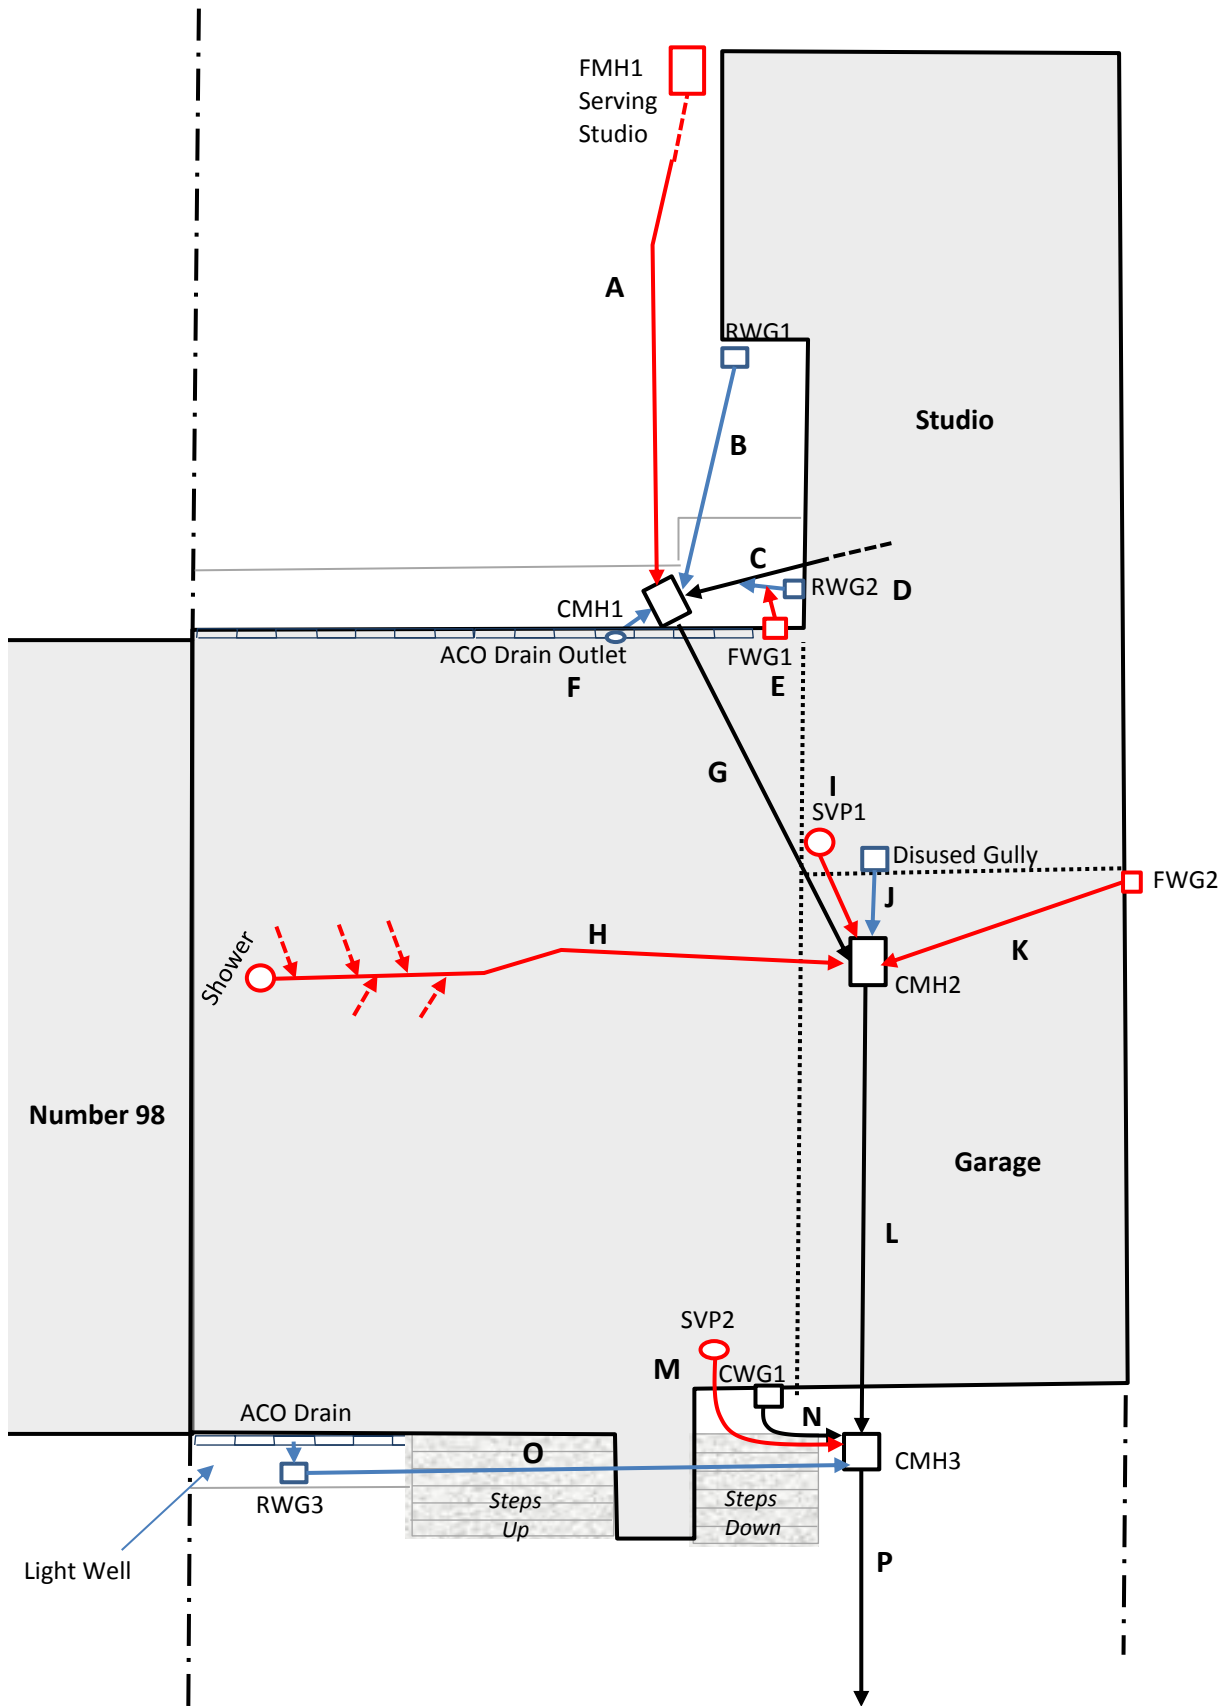 FMH1
Serving
Studio
A
RWG1
B
Studio
C
RWG2
D
CMH1
ACO Drain Outlet
FWG1
F
E
G
I
SVP1
Disused Gully
FWG2
J
H
K
Shower
CMH2
Number 98
Garage
L
SVP2
M
CWG1
ACO Drain
N
O
CMH3
RWG3
Steps
Up
Steps
Down
Light Well
P